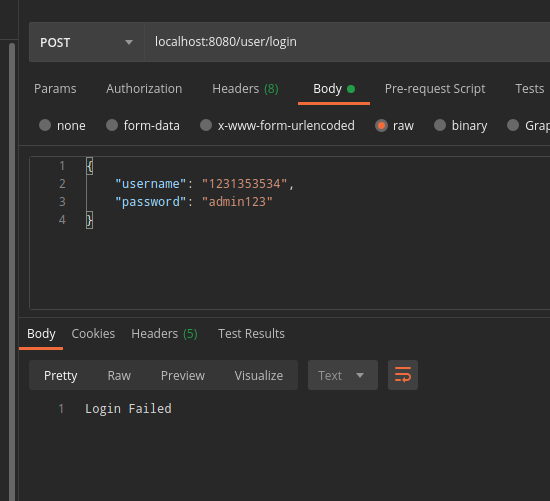 POST localhost:8080/user/login
Params Authorization Headers (8) Body Pre-request Script Tests
none form-data x-www-form-urlencoded raw binary Grap
1 {
2 "username": "1231353534",
3 "password": "admin123"
4 }
Body Cookies Headers (5) Test Results
Pretty Raw Preview Visualize Text
1 Login Failed